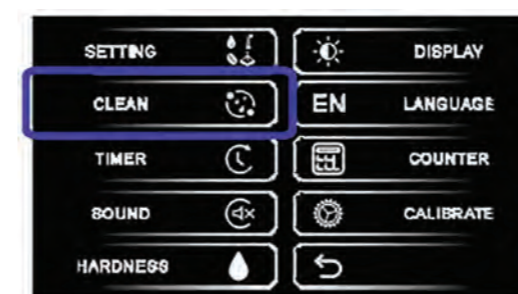 SETTING DISPLAY
CLEAN EN LANGUAGE
TIMER COUNTER
SOUND CALIBRATE
HARDNESS